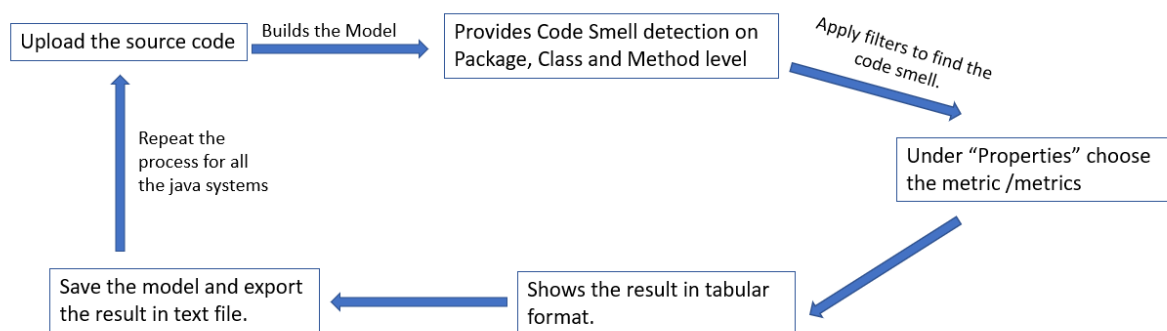 Upload the source code
Builds the Model
Provides Code Smell detection on
Package, Class and Method level
Apply filters to find the
code smell.
Under “Properties” choose
the metric /metrics
Shows the result in tabular
format.
Save the model and export
the result in text file.
Repeat the
process for all
the java systems